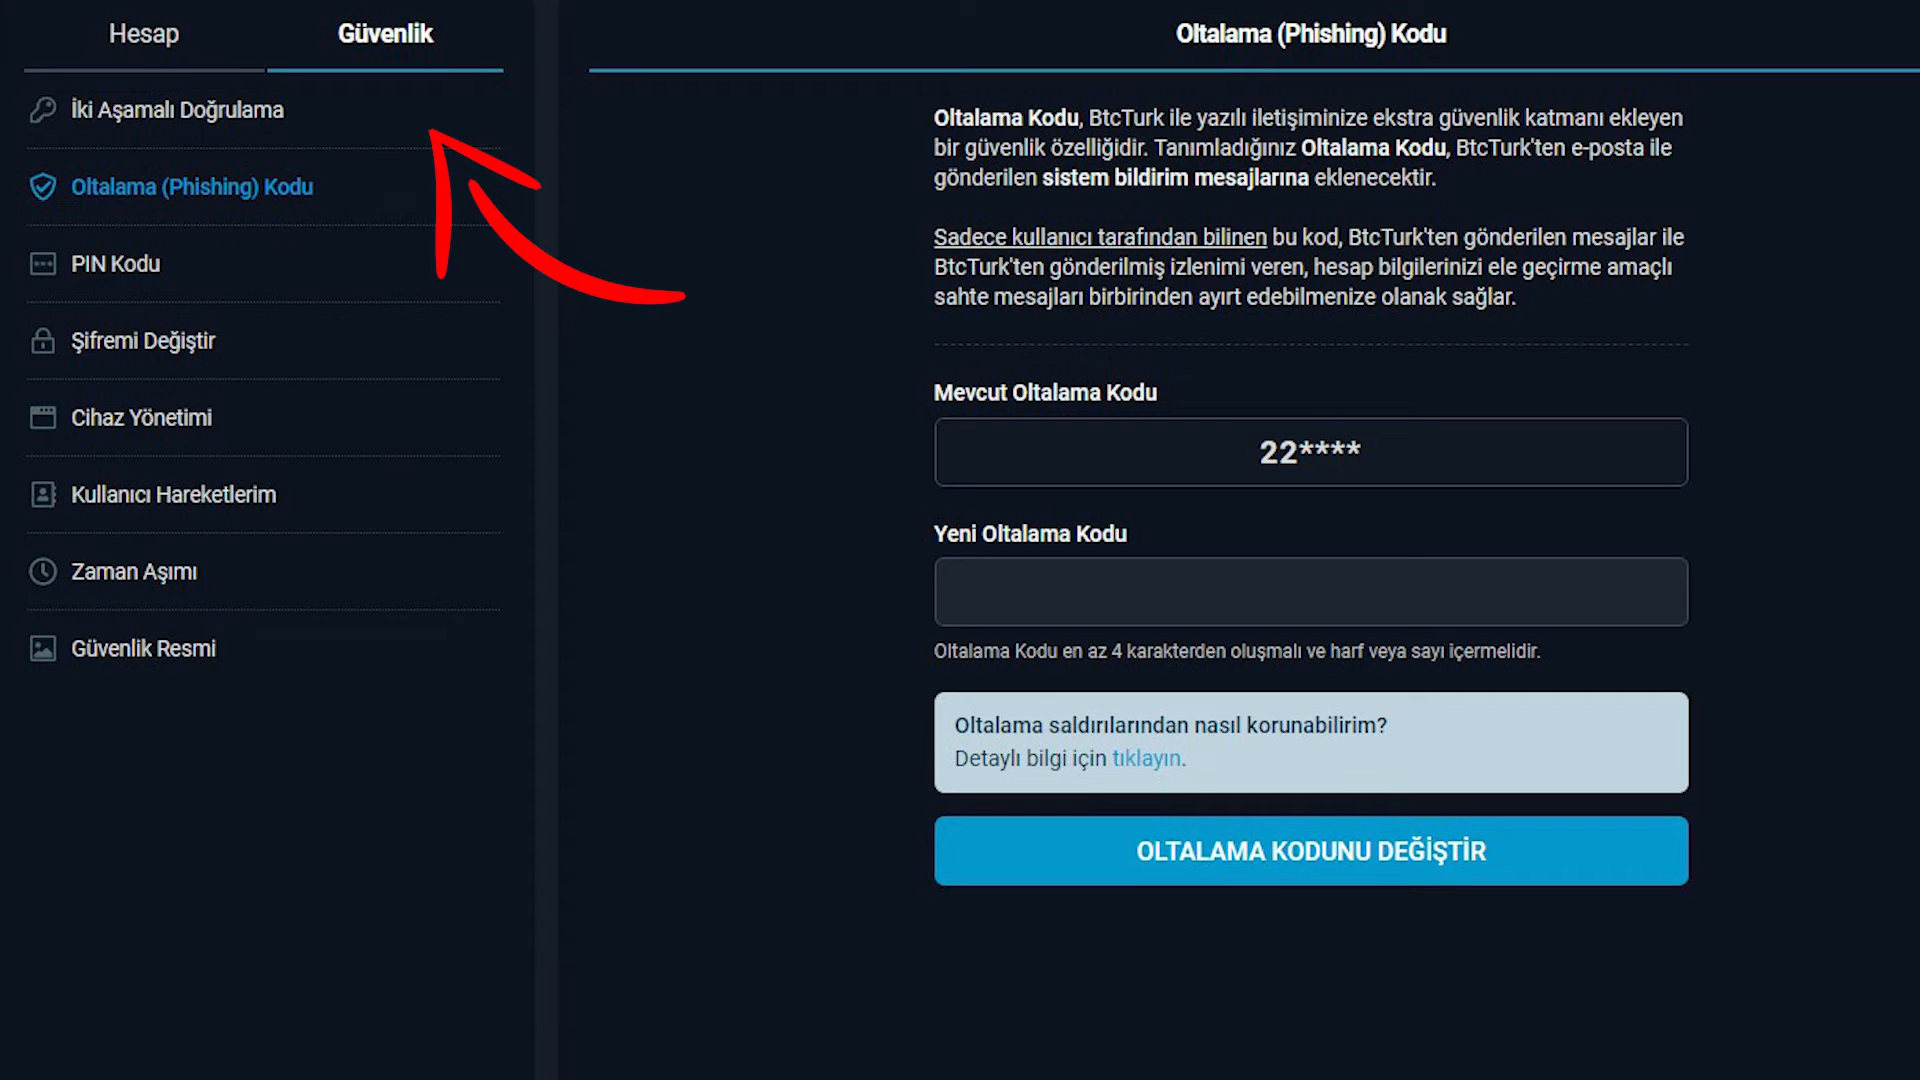 Hesap
Güvenlik
İki Aşamalı Doğrulama
Oltalama (Phishing) Kodu
PIN Kodu
Şifremi Değiştir
Cihaz Yönetimi
Kullanıcı Hareketlerim
Zaman Aşımı
Güvenlik Resmi
Oltalama (Phishing) Kodu
Oltalama Kodu, BtcTurk ile yazılı iletişiminize ekstra güvenlik katmanı ekleyen
bir güvenlik özelliğidir. Tanımladığınız Oltalama Kodu, BtcTurk'ten e-posta ile
gönderilen sistem bildirim mesajlarına eklenecektir.
Sadece kullanıcı tarafından bilinen bu kod, BtcTurk'ten gönderilen mesajlar ile
BtcTurk'ten gönderilmiş izlenimi veren, hesap bilgilerinizi ele geçirme amaçlı
sahte mesajları birbirinden ayırt edebilmenize olanak sağlar.
Mevcut Oltalama Kodu
22****
Yeni Oltalama Kodu
Oltalama Kodu en az 4 karakterden oluşmalı ve harf veya sayı içermelidir.
Oltalama saldırılarından nasıl korunabilirim?
Detaylı bilgi için tıklayın.
OLTALAMA KODUNU DEĞİŞTİR